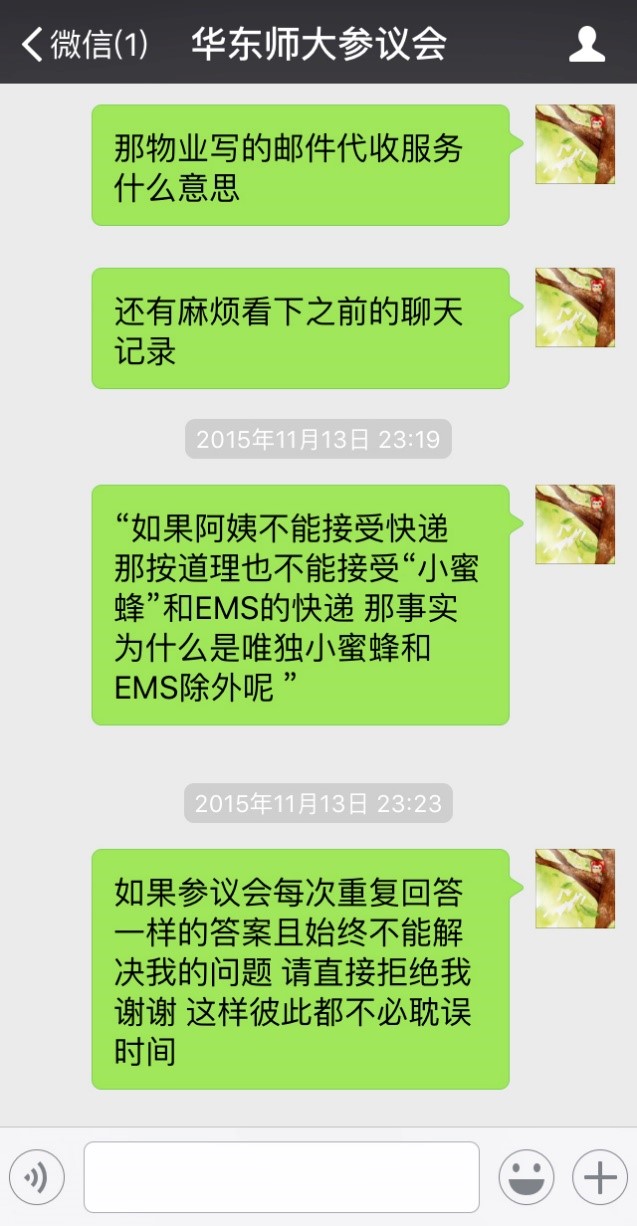 微信(1)
华东师大参议会
那物业写的邮件代收服务
什么意思
还有麻烦看下之前的聊天
记录
2015年11月13日 23:19
“如果阿姨不能接受快递
那按道理也不能接受“小蜜
蜂”和EMS的快递 那事实
为什么是唯独小蜜蜂和
EMS除外呢 ”
2015年11月13日 23:23
如果参议会每次重复回答
一样的答案且始终不能解
决我的问题 请直接拒绝我
谢谢 这样彼此都不必耽误
时间